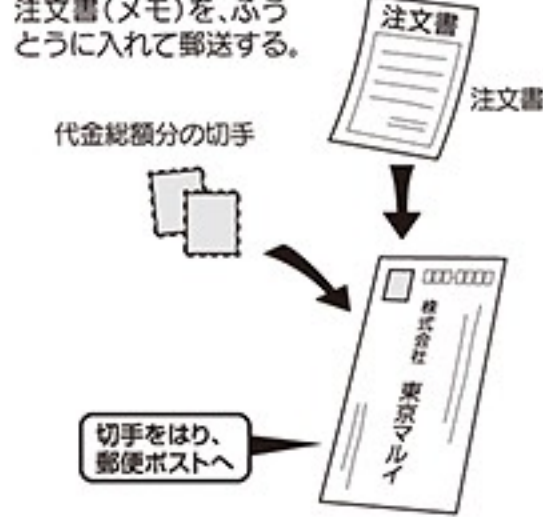 注文書(メモ)を、ふう
とうに入れて郵送する。
注文書
注文書
代金総額分の切手
株式会社 東京マルイ
切手をはり、
郵便ポストへ